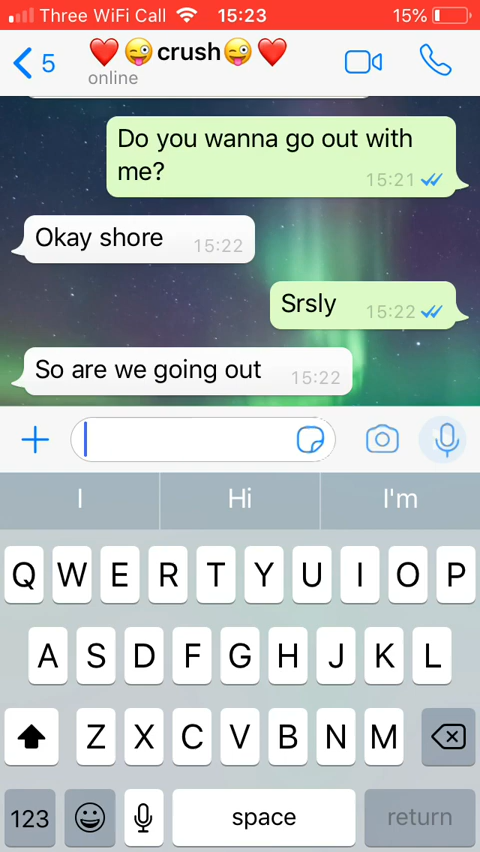 Three WiFi Call 15:23 15%
5 ❤️😜crush😜❤️
online
Do you wanna go out with
me?
15:21
Okay shore 15:22
Srsly 15:22
So are we going out 15:22
I Hi I'm
Q W E R T Y U I O P
A S D F G H J K L
Z X C V B N M
123 space return